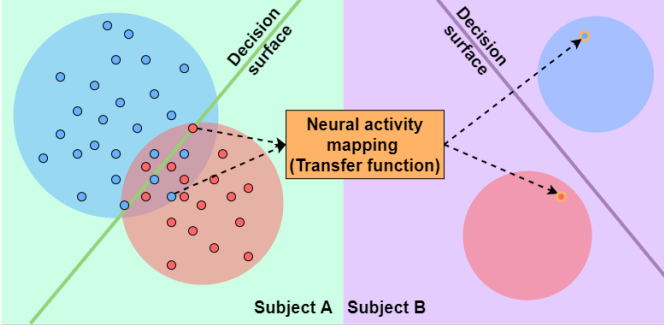 Decision
surface
Decision
surface
Neural activity
mapping
(Transfer function)
Subject A
Subject B